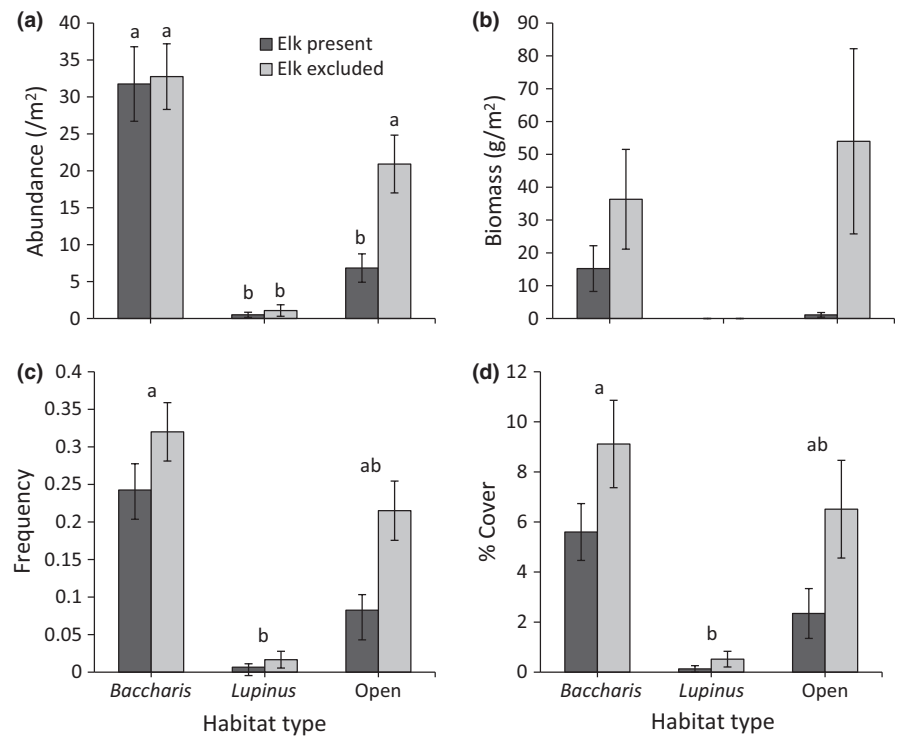 (a)
40
35
30
25
20
15
10
5
0
Abundance (/m²)
a a
b b
b
a
Elk present
Elk excluded
(b)
90
80
70
60
50
40
30
20
10
0
Biomass (g/m²)
(c)
0.4
0.35
0.3
0.25
0.2
0.15
0.1
0.05
0
Frequency
a
b
ab
Baccharis Lupinus Open
Habitat type
(d)
12
10
8
6
4
2
0
% Cover
a
b
ab
Baccharis Lupinus Open
Habitat type